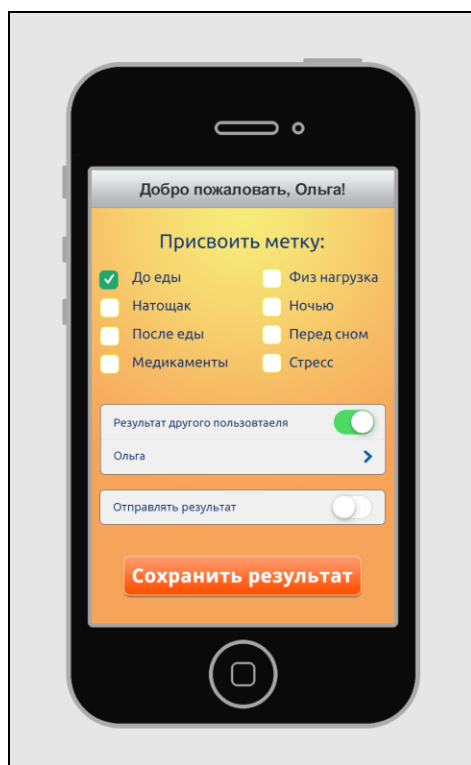 Добро пожаловать, Ольга!
Присвоить метку:
До еды
Физ нагрузка
Натощак
Ночью
После еды
Перед сном
Медикаменты
Стресс
Результат другого пользовтаеля
Ольга
Отправлять результат
Сохранить результат